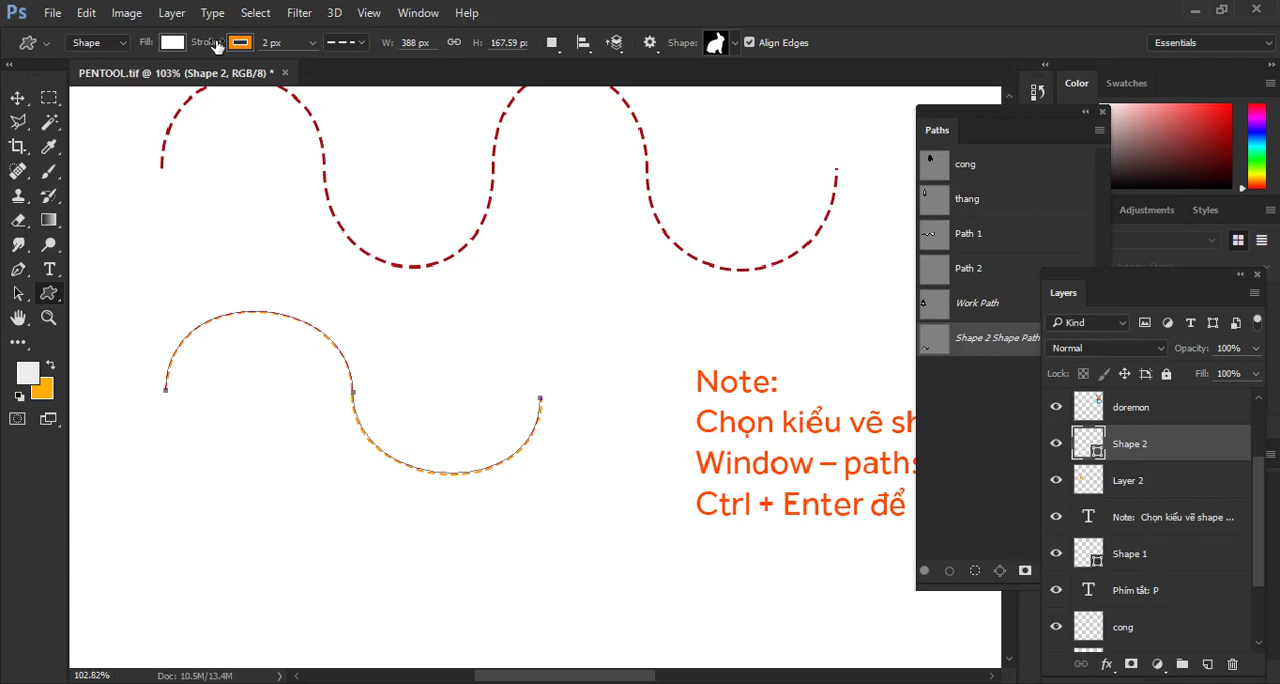 Ps File Edit Image Layer Type Select Filter 3D View Window Help
Shape Fill: 2 px W: 388 px H: 167.59 px Shape: Align Edges Essentials
PENTOOL.tif @ 103% (Shape 2, RGB/8) *
Color Swatches
Paths
cong
thang
Path 1
Path 2
Work Path
Shape 2 Shape Path
Adjustments Styles
Layers
Kind
Normal Opacity: 100%
Lock: Fill: 100%
doremon
Shape 2
Layer 2
Note: Chọn kiểu vẽ shape ...
Shape 1
Phím tắt: P
cong
Note:
Chọn kiểu vẽ sh
Window – paths
Ctrl + Enter để
102.82% Doc: 10.5M/13.4M